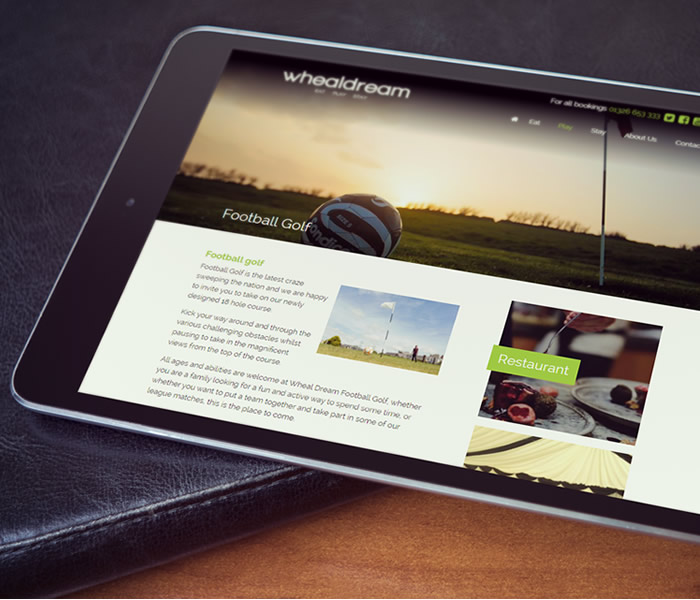 whealdream
For all bookings 01326 653 333
Eat Play Stay About Us Contac
Football Golf
Football golf
Football Golf is the latest craze
sweeping the nation and we are happy
to invite you to take on our newly
designed 18 hole course.
Kick your way around and through the
various challenging obstacles whilst
pausing to take in the magnificent
views from the top of the course
All ages and abilities are welcome at Wheal Dream Football Golf, whether
you are a family looking for a fun and active way to spend some time, or
whether you want to put a team together and take part in some of our
league matches, this is the place to come.
Restaurant